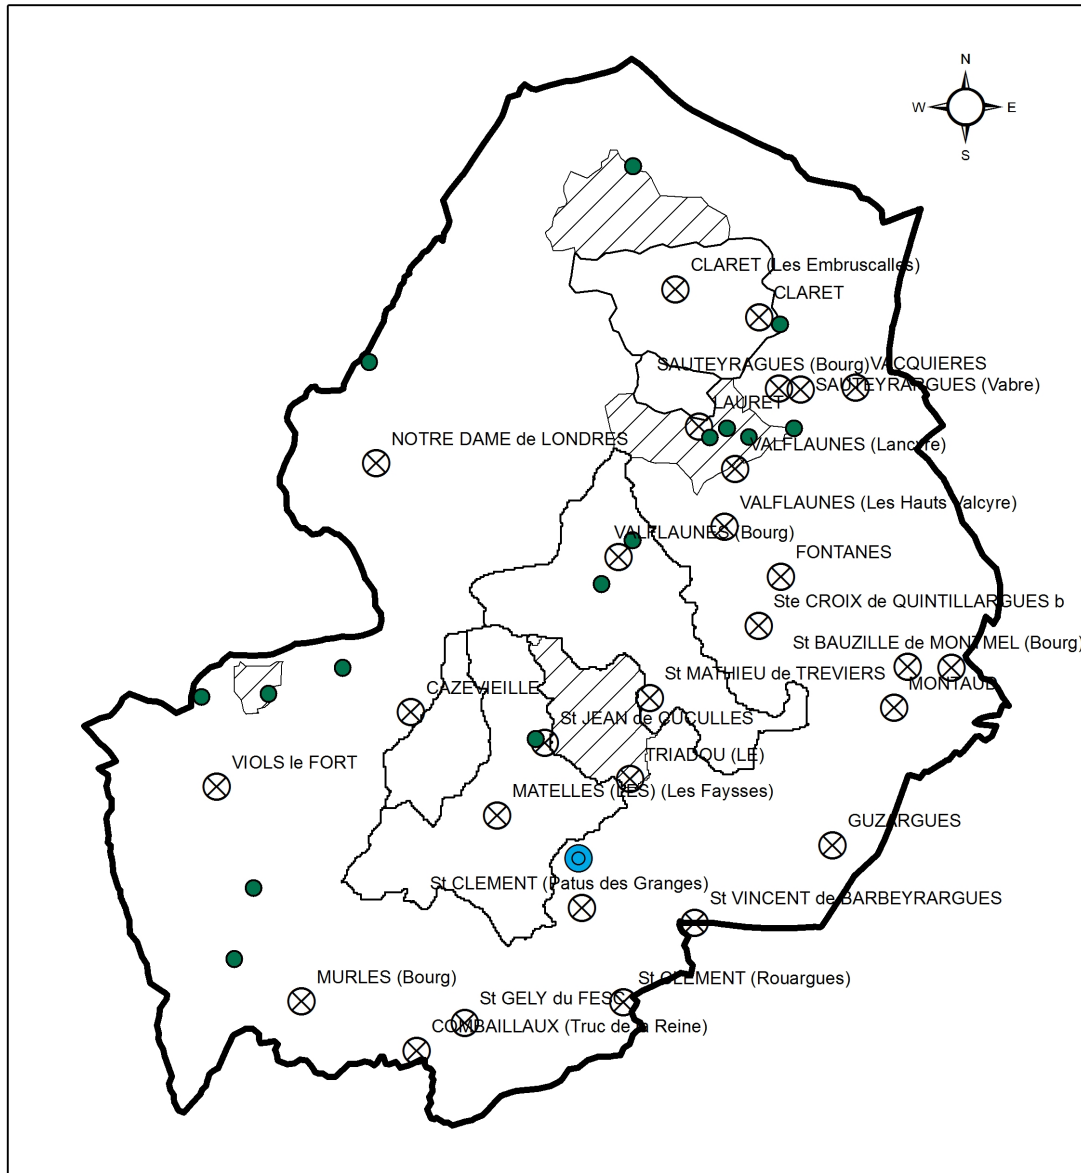 N
W E
S
CLARET (Les Embruscalles)
CLARET
SAUTEYRAGUES (Bourg)
VACQUIERES
SAUTEYRARGUES (Vabre)
LAURET
NOTRE DAME de LONDRES
VALFLAUNES (Lancyre)
VALFLAUNES (Les Hauts Valcyre)
VALFLAUNES (Bourg)
FONTANES
Ste CROIX de QUINTILLARGUES b
St BAUZILLE de MONTMEL (Bourg)
St MATHIEU de TREVIERS
CAZEVIEILLE
MONTAUD
St JEAN de CUCULLES
TRIADOU (LE)
VIOLS le FORT
MATELLES (LES) (Les Faysses)
GUZARGUES
St CLEMENT (Patus des Granges)
St VINCENT de BARBEYRARGUES
MURLES (Bourg)
St CLEMENT (Rouargues)
St GELY du FESC
COMBAILLAUX (Truc de la Reine)